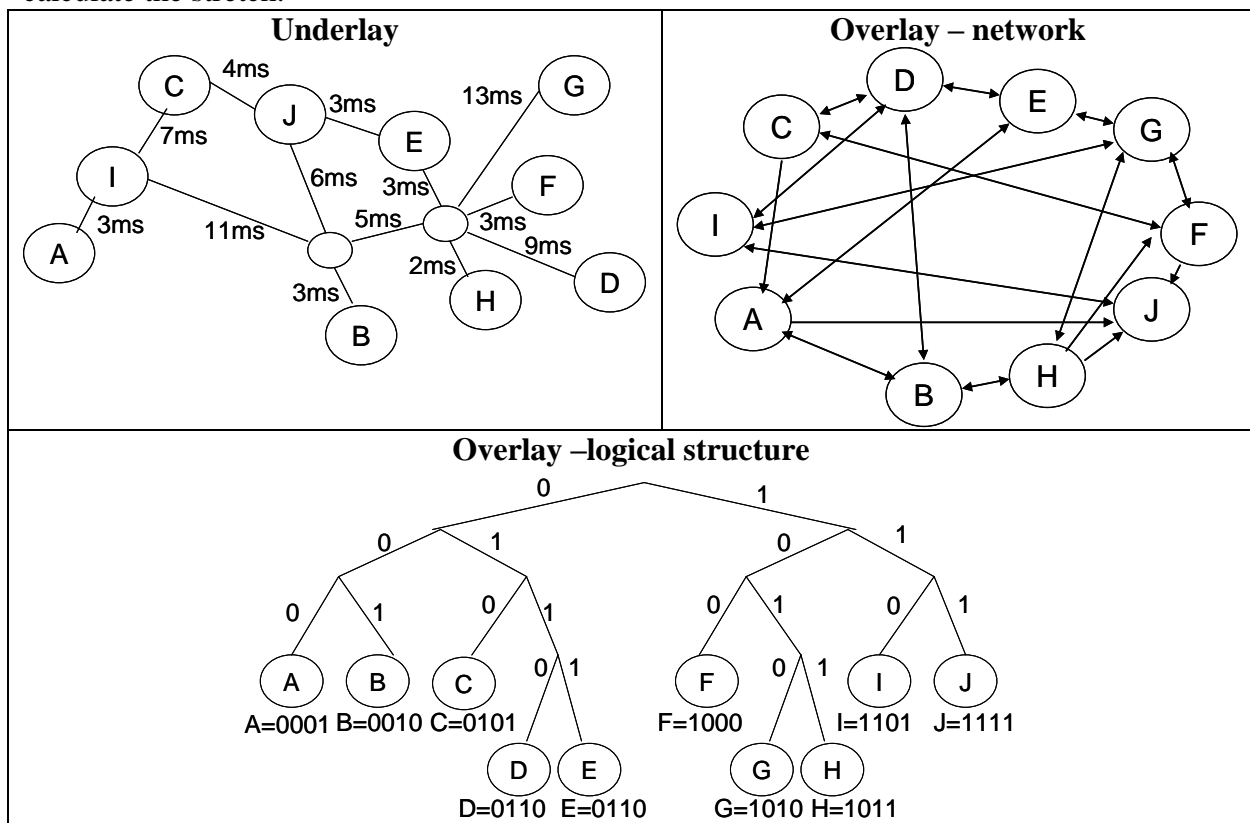 calculate the stretch.
Underlay
Overlay – network
C
4ms
J
3ms
E
13ms
G
7ms
I
6ms
3ms
F
3ms
11ms
5ms
3ms
9ms
A
2ms
H
D
3ms
B
D
E
C
G
I
F
A
J
H
B
Overlay –logical structure
0 1
0 1 0 1
0 1 0 1 0 1 0 1
A B C F I J
A=0001 B=0010 C=0101 F=1000 I=1101 J=1111
0 1 0 1
D E G H
D=0110 E=0110 G=1010 H=1011